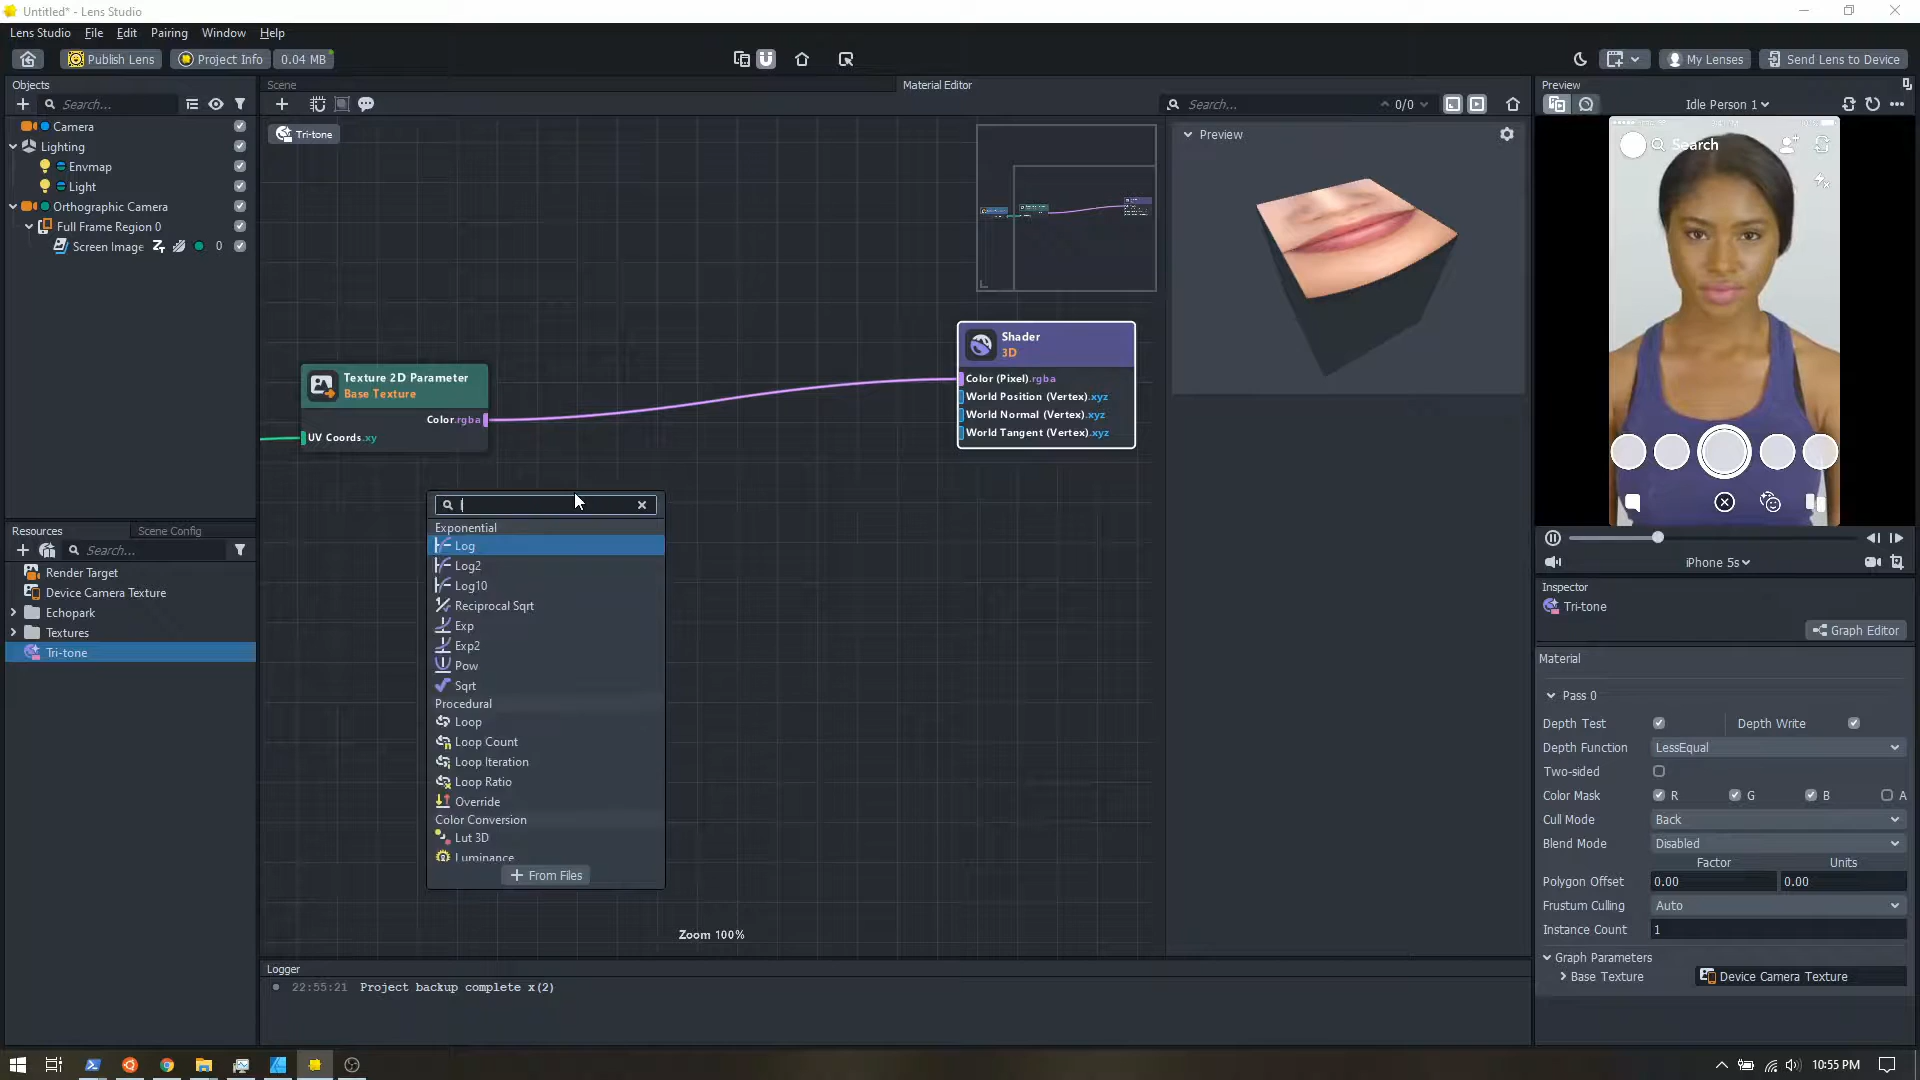 Untitled* - Lens Studio
Lens Studio File Edit Pairing Window Help
Publish Lens Project Info 0.04 MB My Lenses Send Lens to Device
Objects
Search...
Camera
Lighting
Envmap
Light
Orthographic Camera
Full Frame Region 0
Screen Image 0
Resources Scene Config
Search...
Render Target
Device Camera Texture
Echopark
Textures
Tri-tone
Scene Material Editor
Search... 0/0
Tri-tone
Texture 2D Parameter
Base Texture
Color.rgba
UV Coords.xy
Shader
3D
Color (Pixel).rgba
World Position (Vertex).xyz
World Normal (Vertex).xyz
World Tangent (Vertex).xyz
l
Exponential
Log
Log2
Log10
Reciprocal Sqrt
Exp
Exp2
Pow
Sqrt
Procedural
Loop
Loop Count
Loop Iteration
Loop Ratio
Override
Color Conversion
Lut 3D
Luminance
+ From Files
Zoom 100%
Preview
Logger
22:55:21 Project backup complete x(2)
Preview
Idle Person 1
Search
iPhone 5s
Inspector
Tri-tone
Graph Editor
Material
Pass 0
Depth Test Depth Write
Depth Function LessEqual
Two-sided
Color Mask R G B A
Cull Mode Back
Blend Mode Disabled
Factor Units
Polygon Offset 0.00 0.00
Frustum Culling Auto
Instance Count 1
Graph Parameters
Base Texture Device Camera Texture
10:55 PM